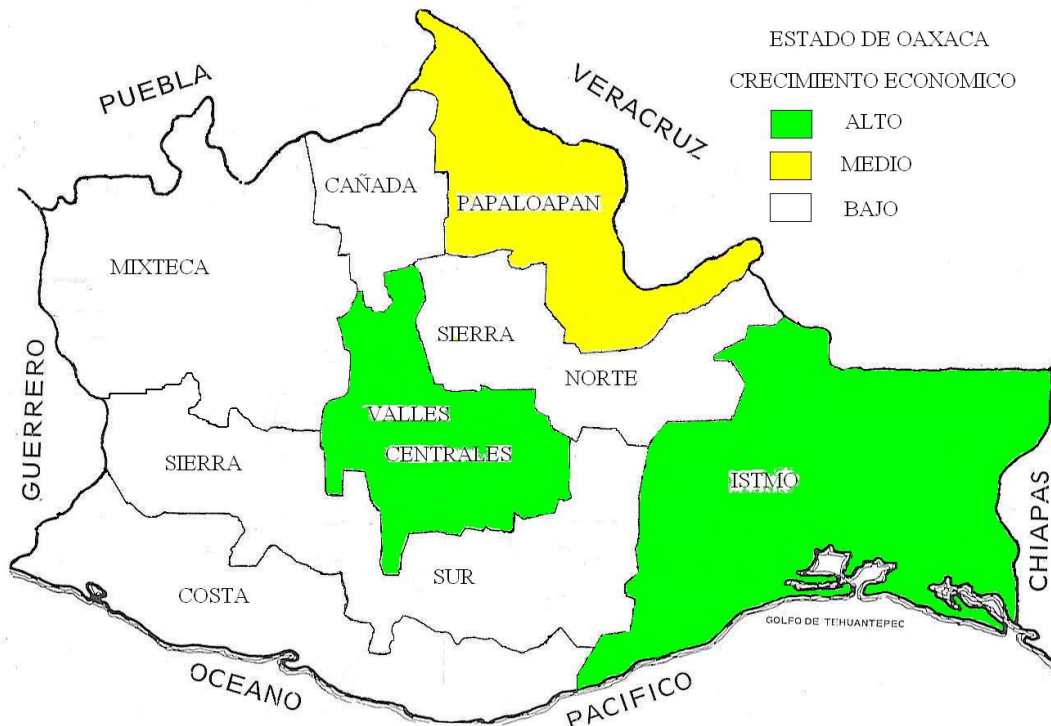 ESTADO DE OAXACA
CRECIMIENTO ECONOMICO
ALTO
MEDIO
BAJO
PUEBLA
VERACRUZ
CAÑADA
PAPALOAPAN
MIXTECA
SIERRA
NORTE
GUERRERO
VALLES
CENTRALES
SIERRA
ISTMO
CHIAPAS
SUR
COSTA
GOLFO DE TEHUANTEPEC
OCEANO
PACIFICO